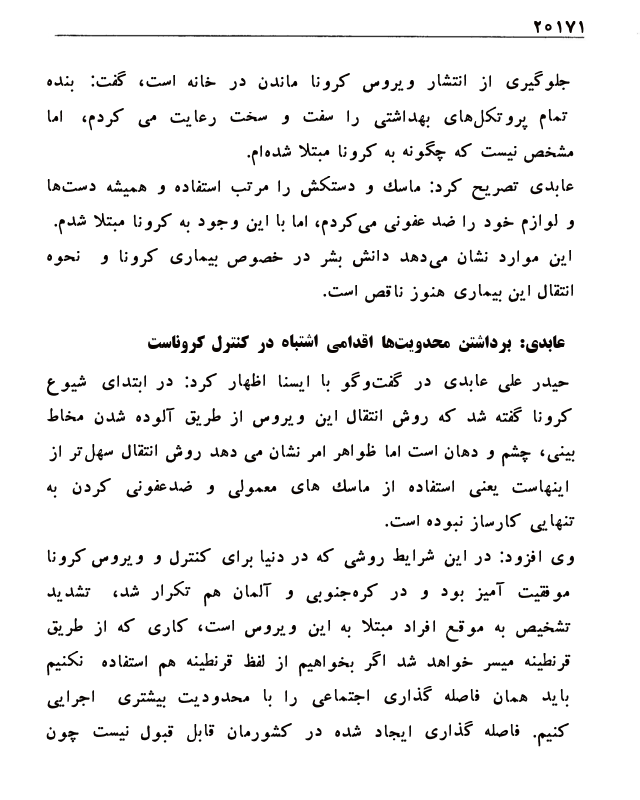 ۲۰۱۷۱
جلوگیری از انتشار ویروس کرونا ماندن در خانه است، گفت: بنده
تمام پروتکل‌های بهداشتی را سفت و سخت رعایت می کردم، اما
مشخص نیست که چگونه به کرونا مبتلا شده‌ام.
عابدی تصریح کرد: ماسك و دستکش را مرتب استفاده و همیشه دست‌ها
و لوازم خود را ضد عفونی می‌کردم، اما با این وجود به کرونا مبتلا شدم.
این موارد نشان می‌دهد دانش بشر در خصوص بیماری کرونا و نحوه
انتقال این بیماری هنوز ناقص است.
عابدی: برداشتن محدویت‌ها اقدامی اشتباه در کنترل کروناست
حیدر علی عابدی در گفت‌وگو با ایسنا اظهار کرد: در ابتدای شیوع
کرونا گفته شد که روش انتقال این ویروس از طریق آلوده شدن مخاط
بینی، چشم و دهان است اما ظواهر امر نشان می دهد روش انتقال سهل‌تر از
اینهاست یعنی استفاده از ماسك های معمولی و ضدعفونی کردن به
تنهایی کارساز نبوده است.
وی افزود: در این شرایط روشی که در دنیا برای کنترل و ویروس کرونا
موفقیت آمیز بود و در کره‌جنوبی و آلمان هم تکرار شد، تشدید
تشخیص به موقع افراد مبتلا به این ویروس است، کاری که از طریق
قرنطینه میسر خواهد شد اگر بخواهیم از لفظ قرنطینه هم استفاده نکنیم
باید همان فاصله گذاری اجتماعی را با محدودیت بیشتری اجرایی
کنیم. فاصله گذاری ایجاد شده در کشورمان قابل قبول نیست چون